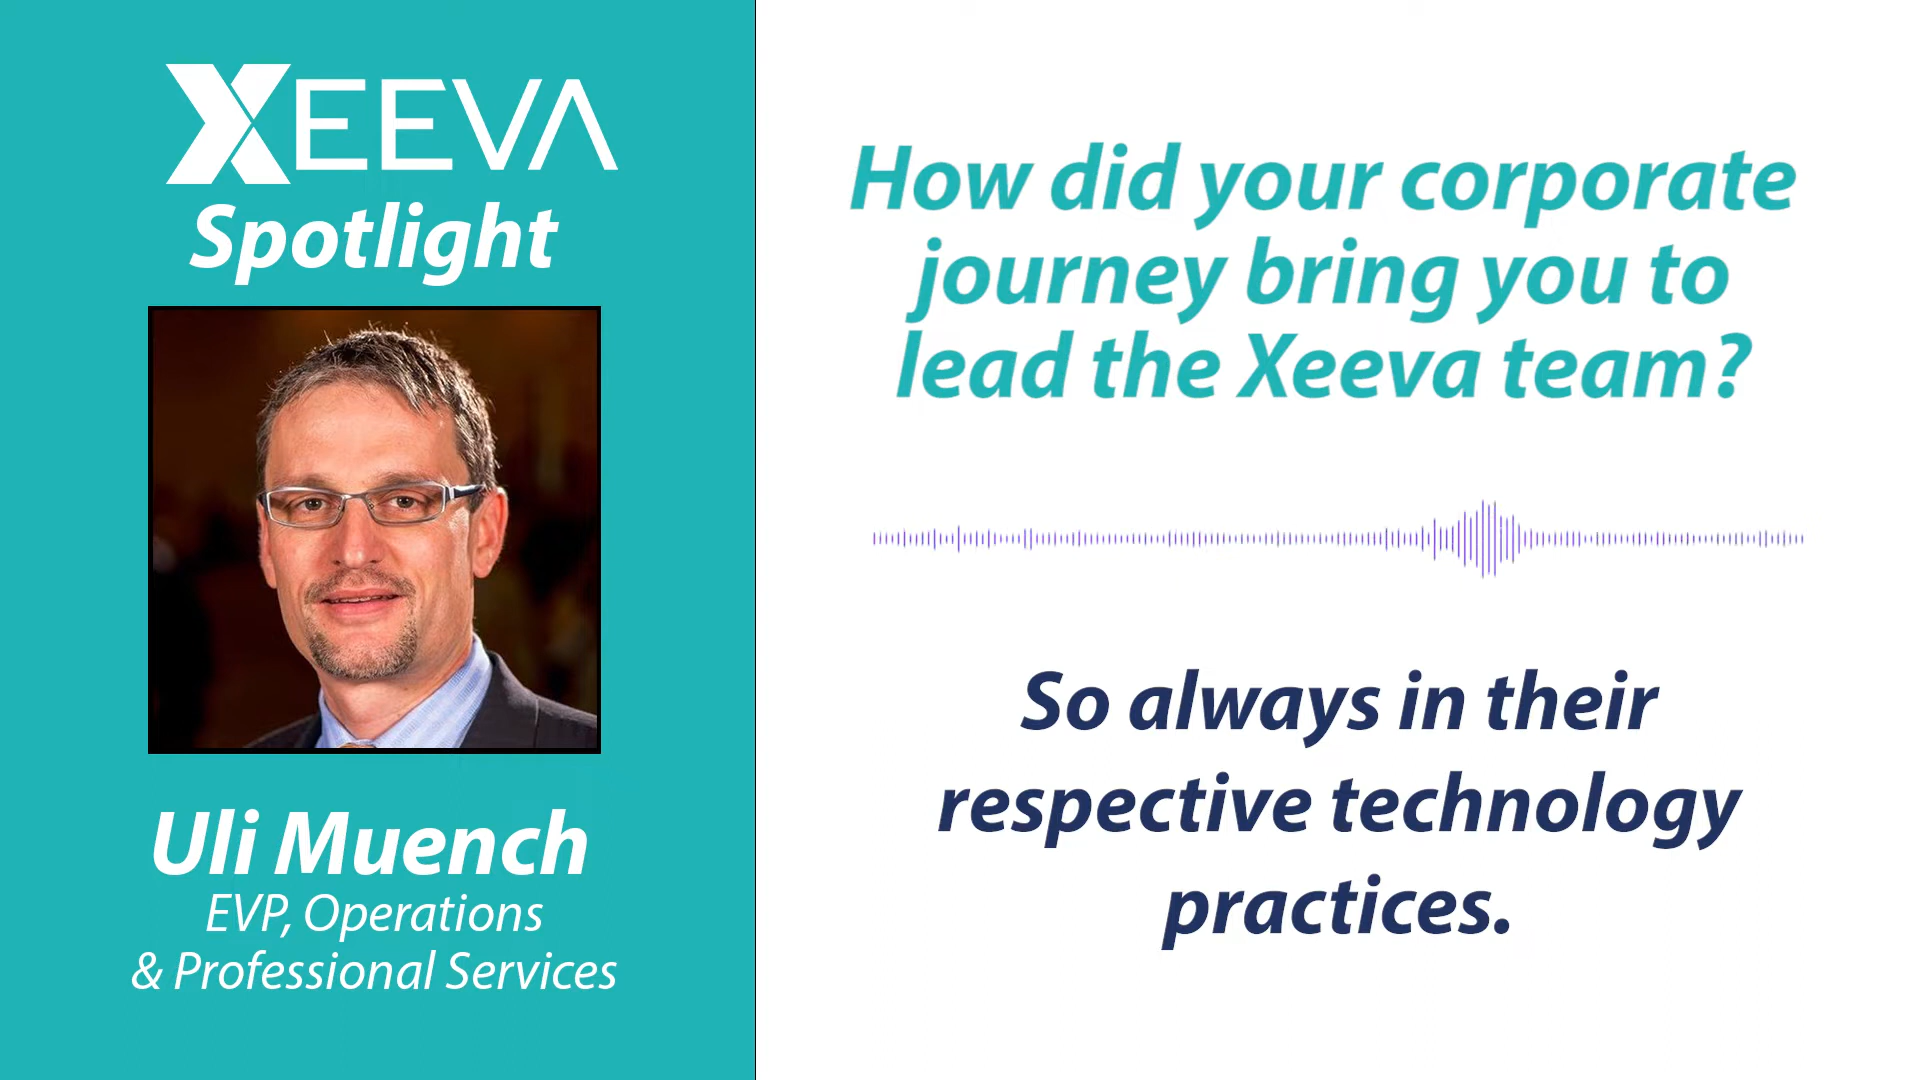 XEEVA
Spotlight
Uli Muench
EVP, Operations
& Professional Services
How did your corporate
journey bring you to
lead the Xeeva team?
So always in their
respective technology
practices.